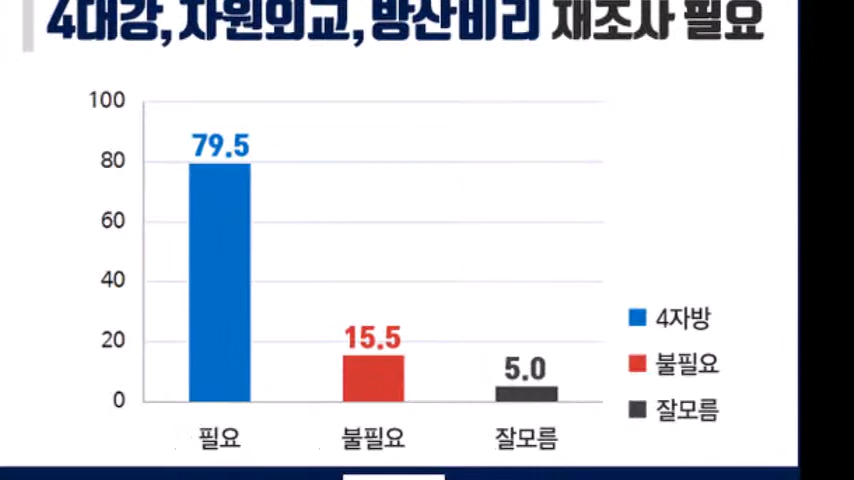 4대강, 자원외교, 방산비리 재조사 필요
100
80
60
40
20
0
79.5
15.5
5.0
필요
불필요
잘모름
4자방
불필요
잘모름